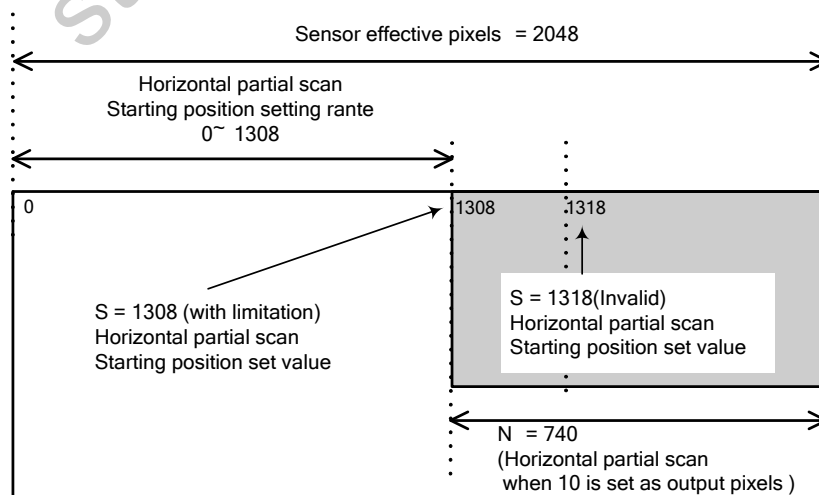 Sensor effective pixels = 2048
Horizontal partial scan
Starting position setting rante
0~ 1308
0
1308
1318
S = 1308 (with limitation)
Horizontal partial scan
Starting position set value
S = 1318(Invalid)
Horizontal partial scan
Starting position set value
N = 740
(Horizontal partial scan
when 10 is set as output pixels )